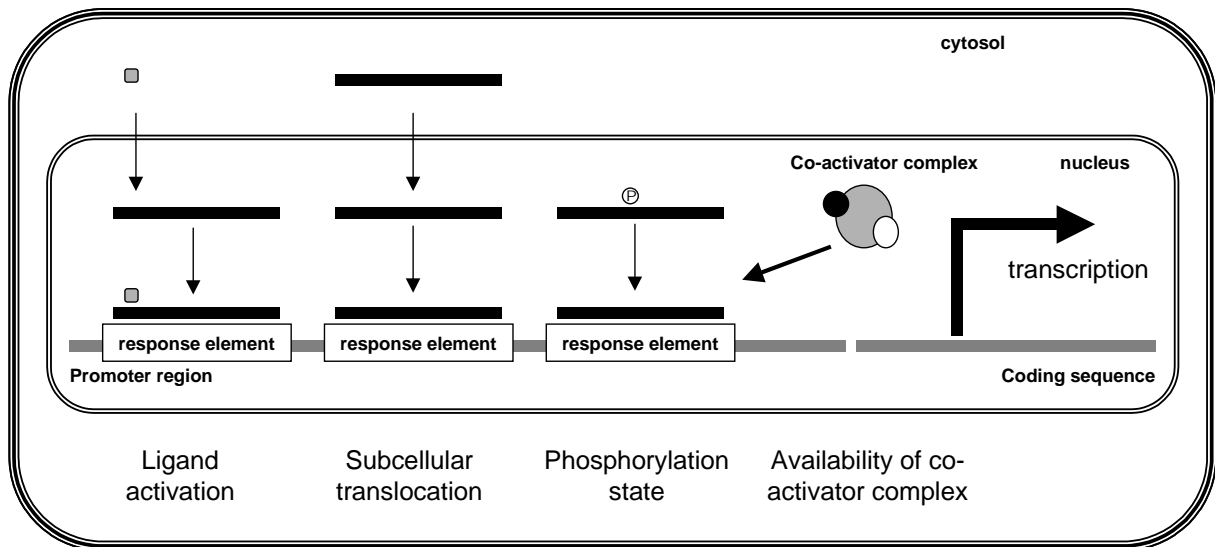 cytosol
Co-activator complex
nucleus
P
transcription
response element
response element
response element
Promoter region
Coding sequence
Ligand
activation
Subcellular
translocation
Phosphorylation
state
Availability of co-
activator complex